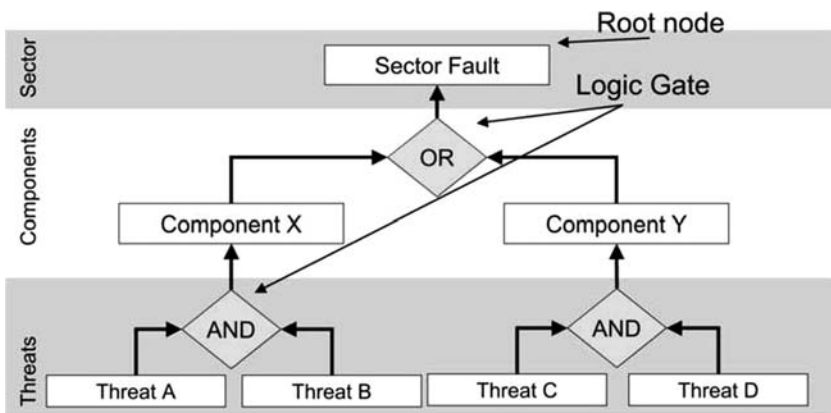 Root node
Sector
Sector Fault
Logic Gate
Components
OR
Component X
Component Y
Threats
AND
AND
Threat A
Threat B
Threat C
Threat D